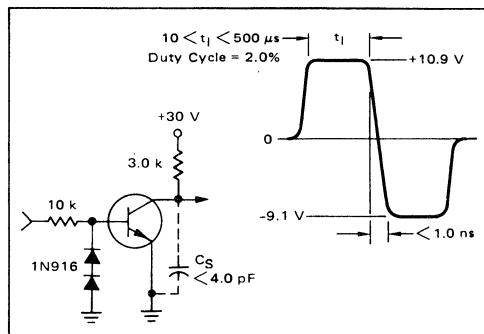 10 < t₁ < 500 μs
Duty Cycle = 2.0%
t₁
+10.9 V
0
-9.1 V
< 1.0 ns
+30 V
3.0 k
10 k
1N916
CS
< 4.0 pF